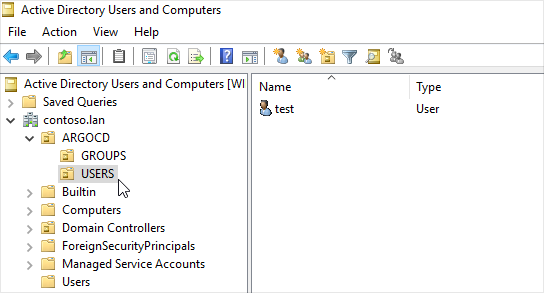 Active Directory Users and Computers
File Action View Help
Active Directory Users and Computers [WI
Saved Queries
contoso.lan
ARGOCD
GROUPS
USERS
Builtin
Computers
Domain Controllers
ForeignSecurityPrincipals
Managed Service Accounts
Users
Name Type
test User